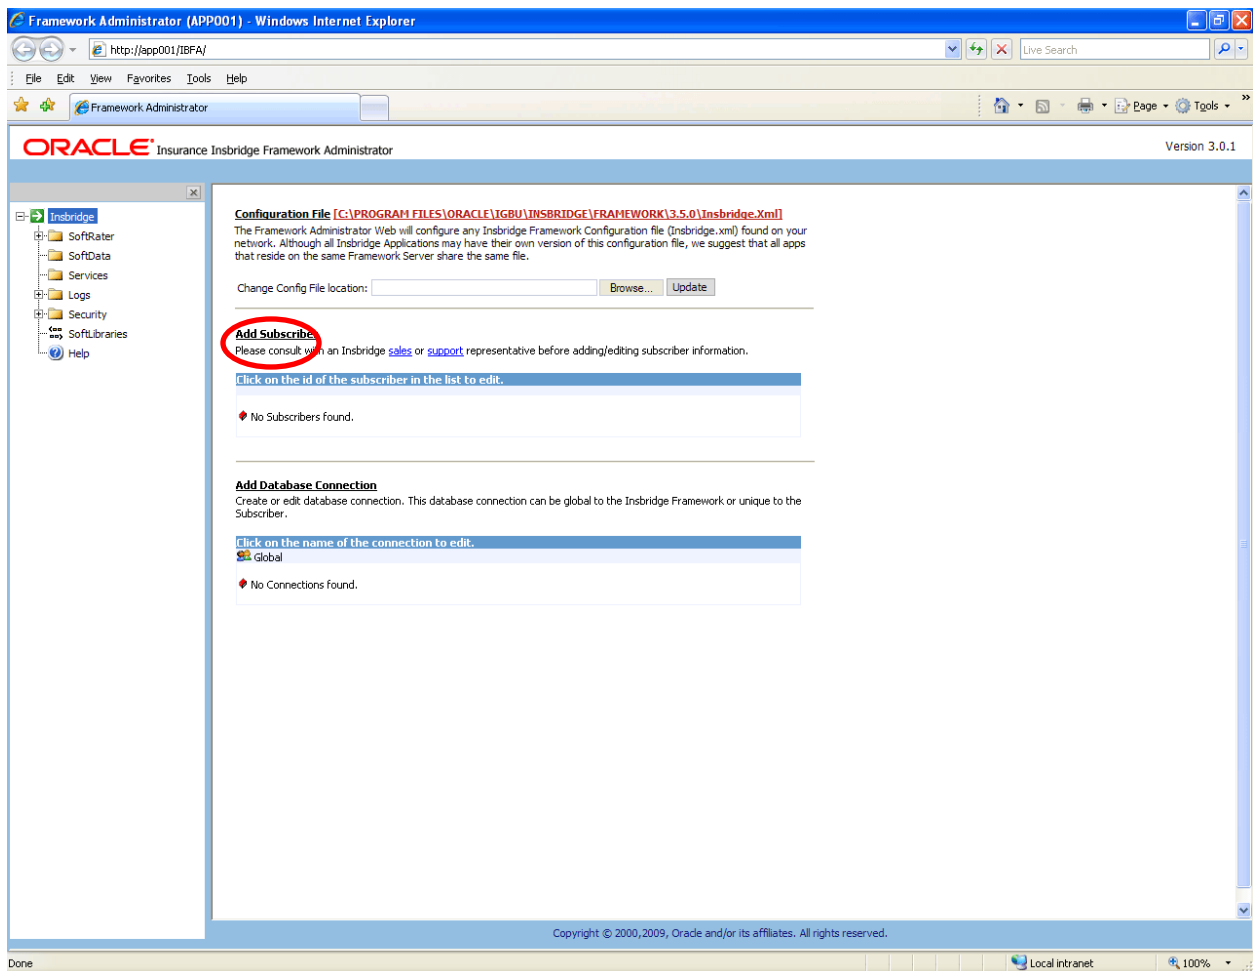 Framework Administrator (APP001) - Windows Internet Explorer
http://app001/IBFA/
Live Search
File Edit View Favorites Tools Help
Framework Administrator
Page Tools
ORACLE Insurance Insbridge Framework Administrator
Version 3.0.1
Insbridge
SoftRater
SoftData
Services
Logs
Security
SoftLibraries
Help
Configuration File [C:\PROGRAM FILES\ORACLE\IGBU\INSBRIDGE\FRAMEWORK\3.5.0\Insbridge.Xml]
The Framework Administrator Web will configure any Insbridge Framework Configuration file (Insbridge.xml) found on your
network. Although all Insbridge Applications may have their own version of this configuration file, we suggest that all apps
that reside on the same Framework Server share the same file.
Change Config File location: Browse... Update
Add Subscriber
Please consult with an Insbridge sales or support representative before adding/editing subscriber information.
Click on the id of the subscriber in the list to edit.
No Subscribers found.
Add Database Connection
Create or edit database connection. This database connection can be global to the Insbridge Framework or unique to the
Subscriber.
Click on the name of the connection to edit.
Global
No Connections found.
Copyright © 2000,2009, Oracle and/or its affiliates. All rights reserved.
Done
Local intranet
100%